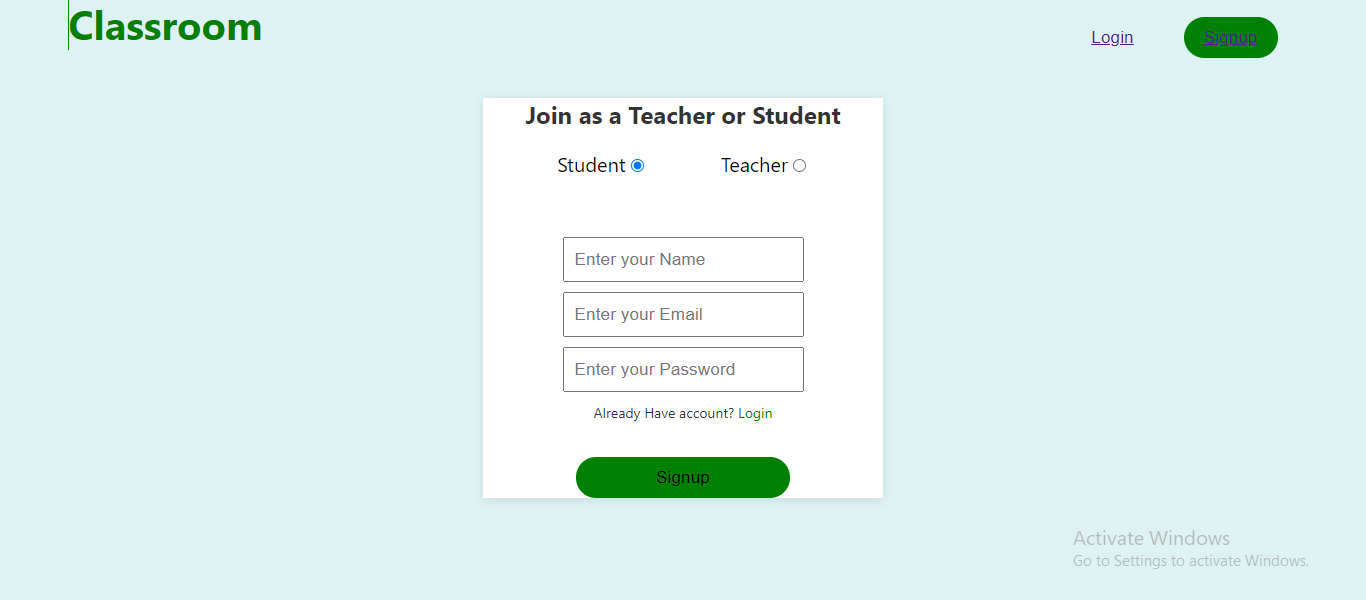 Classroom
Login Signup
Join as a Teacher or Student
Student Teacher
Enter your Name
Enter your Email
Enter your Password
Already Have account? Login
Signup
Activate Windows
Go to Settings to activate Windows.